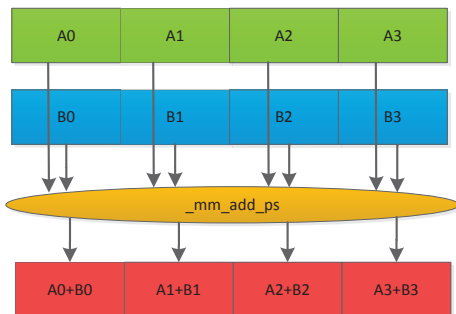 A0 A1 A2 A3
B0 B1 B2 B3
_mm_add_ps
A0+B0 A1+B1 A2+B2 A3+B3